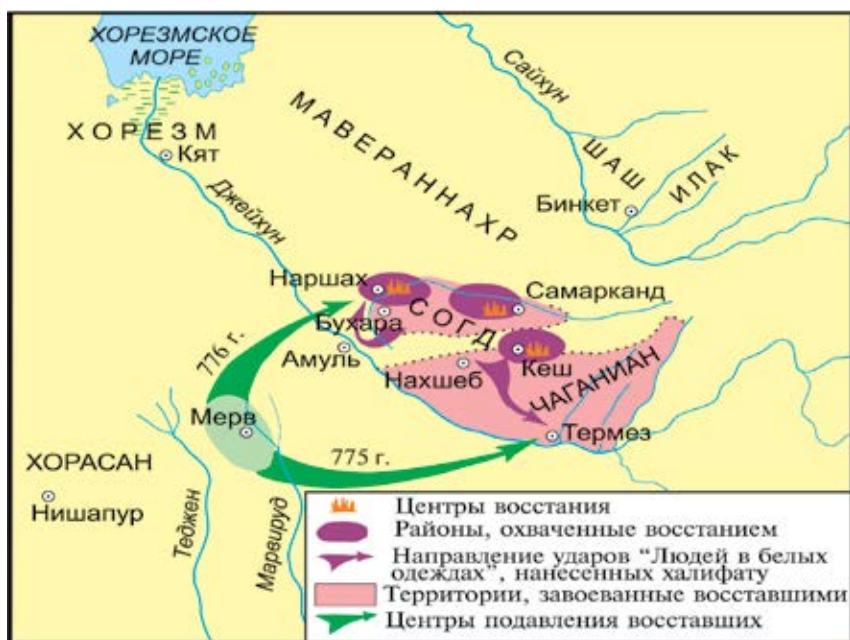 ХОРЕЗМСКОЕ
МОРЕ
Сайхун
ХОРЕЗМ
Кят
МАВЕРАННАХР
ШАШ
ИЛАК
Бинкет
Джейхун
Наршах
Самарканд
СОГД
Бухара
776 г.
Амуль
Кеш
Нахшеб
ЧАГАНИАН
Мерв
Термез
775 г.
ХОРАСАН
Нишапур
Теджен
Марвируд
Центры восстания
Районы, охваченные восстанием
Направление ударов “Людей в белых
одеждах”, нанесенных халифату
Территории, завоеванные восставшими
Центры подавления восставших